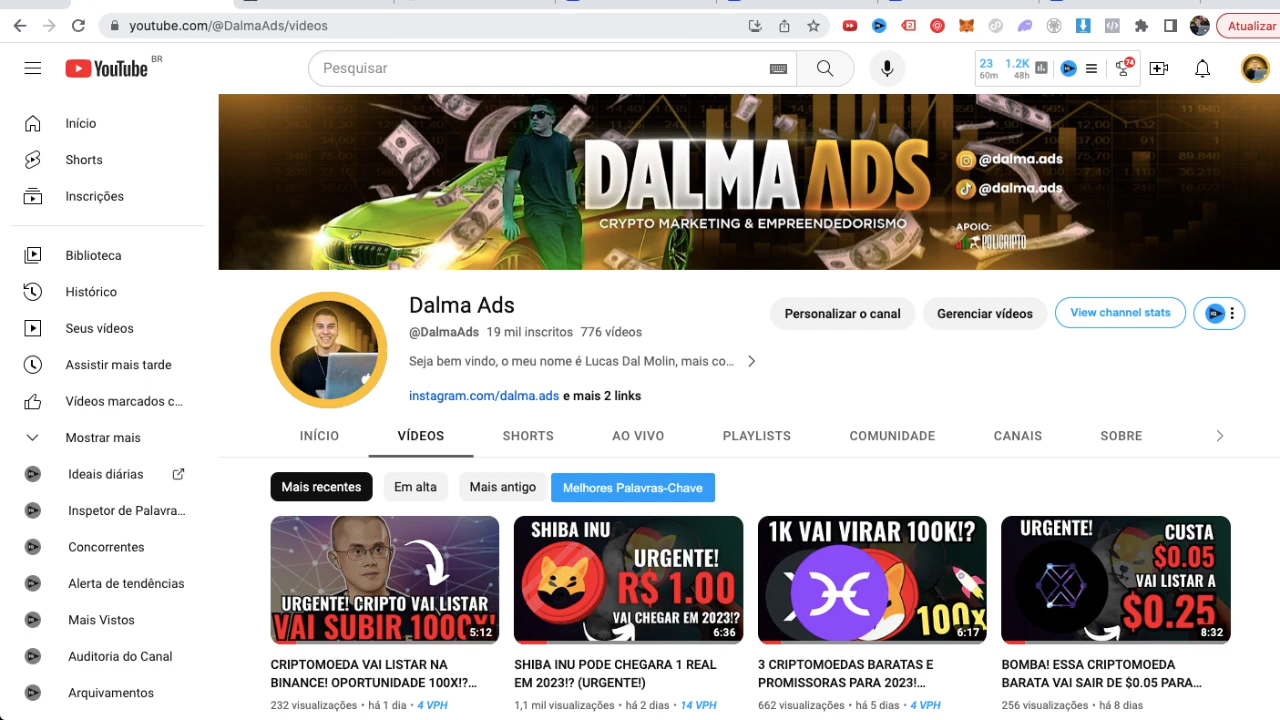 youtube.com/@DalmaAds/videos
Atualizar
YouTube BR
Pesquisar
23 1.2K
60m 48h
74
Início
Shorts
Inscrições
Biblioteca
Histórico
Seus vídeos
Assistir mais tarde
Vídeos marcados c...
Mostrar mais
Ideais diárias
Inspetor de Palavra...
Concorrentes
Alerta de tendências
Mais Vistos
Auditoria do Canal
Arquivamentos
DALMA ADS
CRYPTO MARKETING & EMPREENDEDORISMO
@dalma.ads
@dalma.ads
APOIO:
POLICRIPTO
Dalma Ads
@DalmaAds 19 mil inscritos 776 vídeos
Seja bem vindo, o meu nome é Lucas Dal Molin, mais co...
instagram.com/dalma.ads e mais 2 links
Personalizar o canal
Gerenciar vídeos
View channel stats
INÍCIO VÍDEOS SHORTS AO VIVO PLAYLISTS COMUNIDADE CANAIS SOBRE
Mais recentes Em alta Mais antigo Melhores Palavras-Chave
URGENTE! CRIPTO VAI LISTAR
VAI SUBIR 1000X!?
5:12
CRIPTOMOEDA VAI LISTAR NA
BINANCE! OPORTUNIDADE 100X!?...
232 visualizações • há 1 dia • 4 VPH
SHIBA INU
URGENTE!
R$ 1.00
VAI CHEGAR EM 2023!?
6:36
SHIBA INU PODE CHEGARA 1 REAL
EM 2023!? (URGENTE!)
1,1 mil visualizações • há 2 dias • 14 VPH
1K VAI VIRAR 100K!?
100x
6:17
3 CRIPTOMOEDAS BARATAS E
PROMISSORAS PARA 2023!...
662 visualizações • há 5 dias • 4 VPH
URGENTE!
CUSTA
$0.05
VAI LISTAR A
$0.25
8:32
BOMBA! ESSA CRIPTOMOEDA
BARATA VAI SAIR DE $0.05 PARA...
256 visualizações • há 8 dias